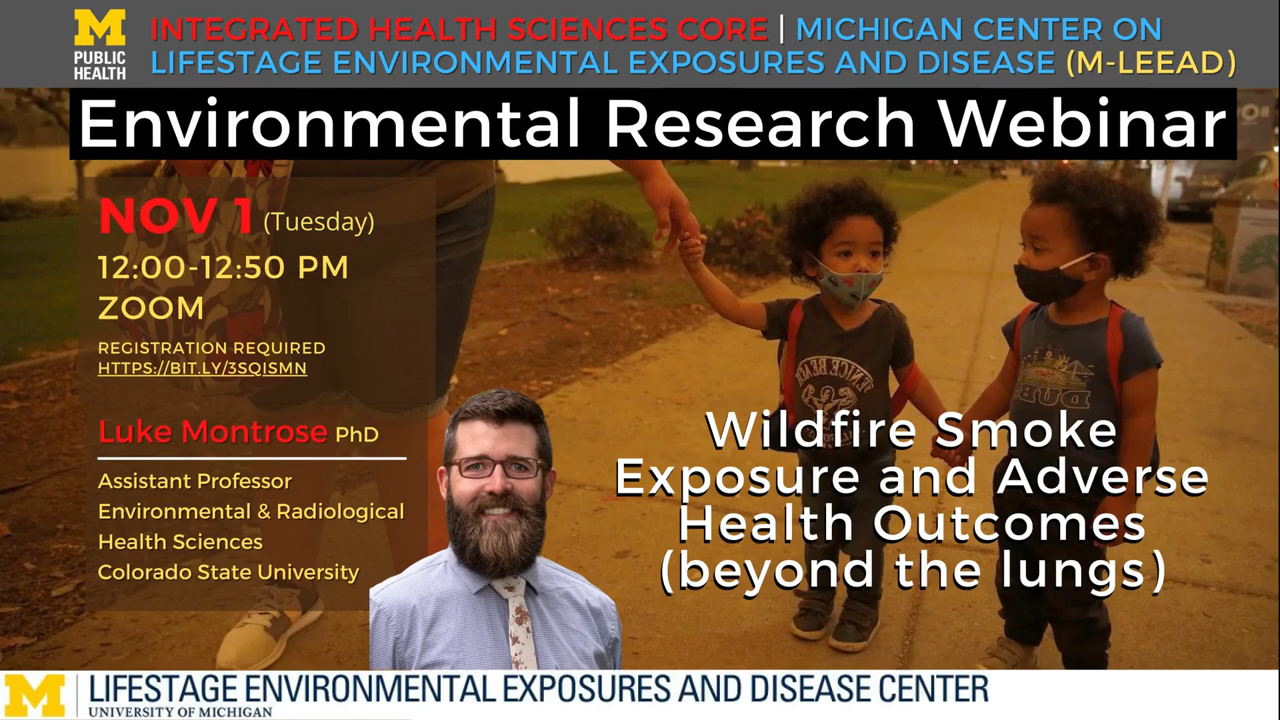 M
PUBLIC
HEALTH
INTEGRATED HEALTH SCIENCES CORE | MICHIGAN CENTER ON
LIFESTAGE ENVIRONMENTAL EXPOSURES AND DISEASE (M-LEEAD)
Environmental Research Webinar
NOV 1 (Tuesday)
12:00-12:50 PM
ZOOM
REGISTRATION REQUIRED
HTTPS://BIT.LY/3SQISMN
Luke Montrose PhD
Assistant Professor
Environmental & Radiological
Health Sciences
Colorado State University
Wildfire Smoke
Exposure and Adverse
Health Outcomes
(beyond the lungs)
M
LIFESTAGE ENVIRONMENTAL EXPOSURES AND DISEASE CENTER
UNIVERSITY OF MICHIGAN